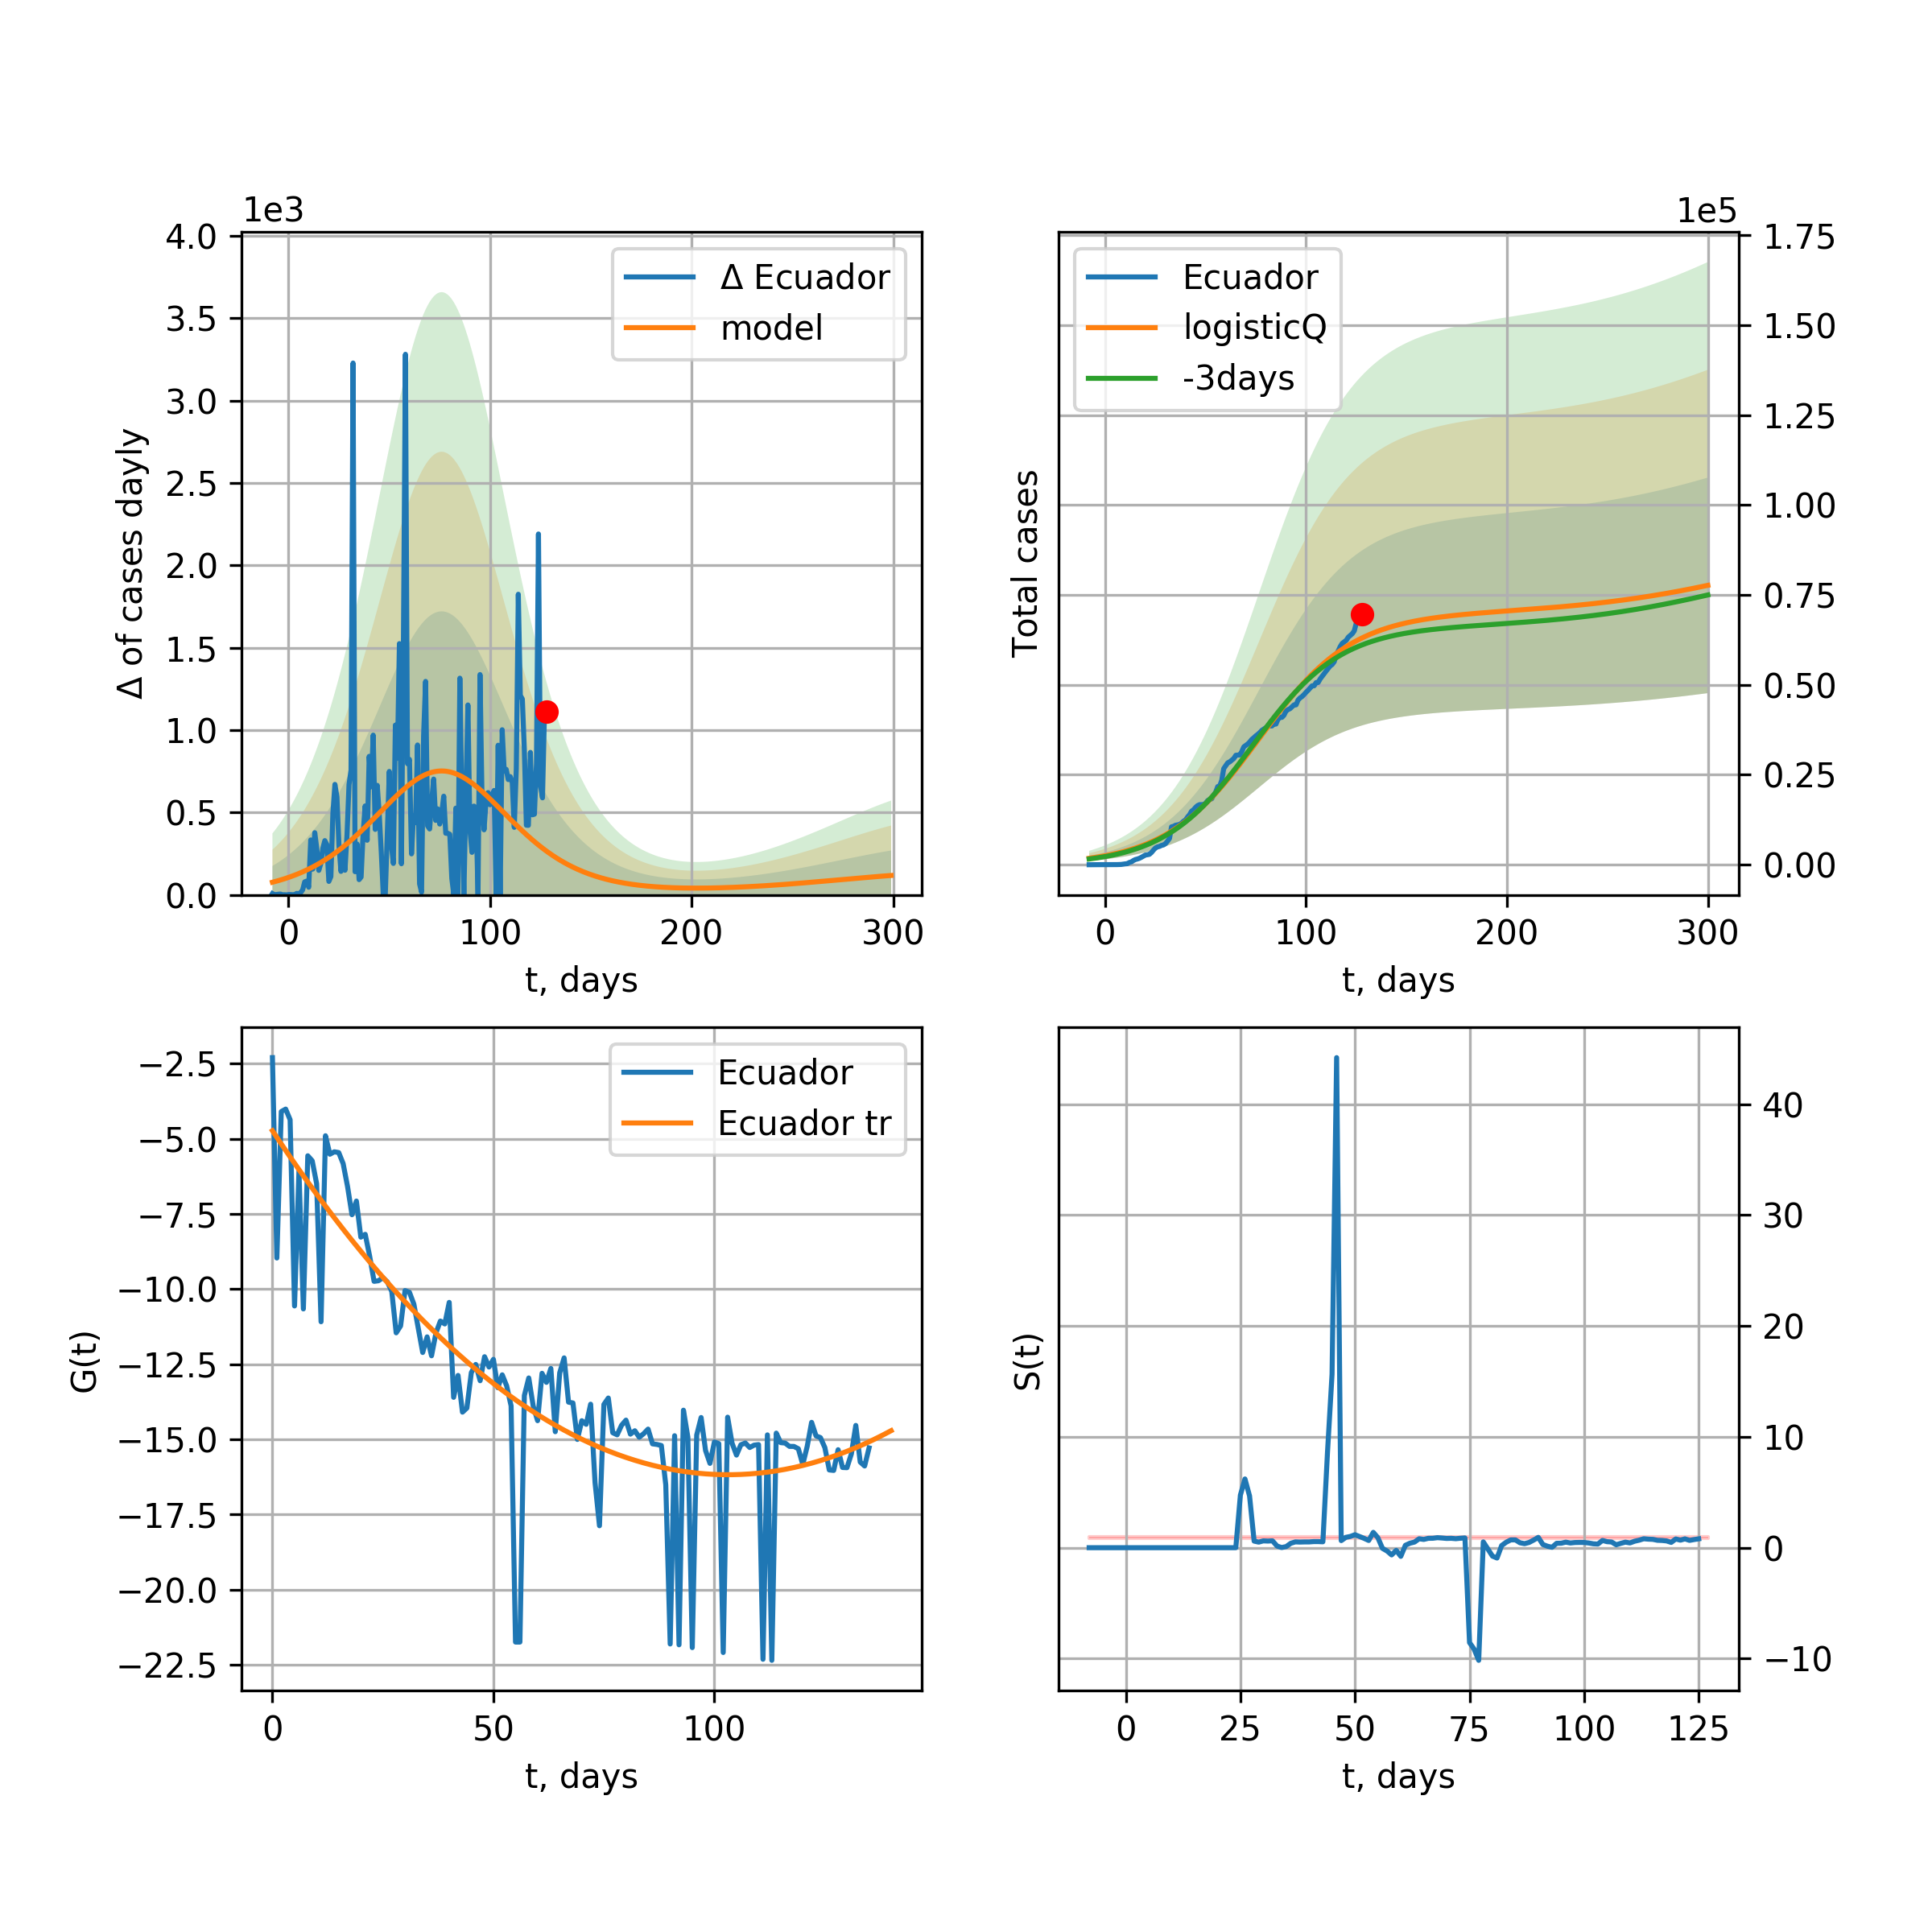 1e3
4.0
3.5
3.0
2.5
2.0
1.5
1.0
0.5
0.0
Δ of cases dayly
Δ Ecuador
model
0 100 200 300
t, days
1e5
1.75
1.50
1.25
1.00
0.75
0.50
0.25
0.00
Total cases
Ecuador
logisticQ
-3days
0 100 200 300
t, days
−2.5
−5.0
−7.5
−10.0
−12.5
−15.0
−17.5
−20.0
−22.5
G(t)
Ecuador
Ecuador tr
0 50 100
t, days
40
30
20
10
0
−10
S(t)
0 25 50 75 100 125
t, days